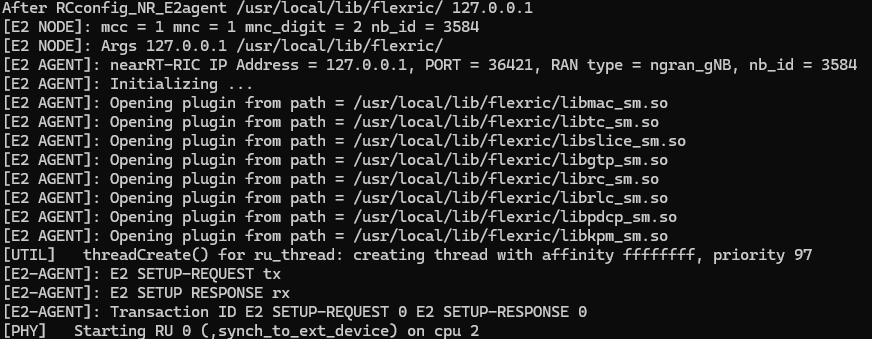 After RCconfig_NR_E2agent /usr/local/lib/flexric/ 127.0.0.1
[E2 NODE]: mcc = 1 mnc = 1 mnc_digit = 2 nb_id = 3584
[E2 NODE]: Args 127.0.0.1 /usr/local/lib/flexric/
[E2 AGENT]: nearRT-RIC IP Address = 127.0.0.1, PORT = 36421, RAN type = ngran_gNB, nb_id = 3584
[E2 AGENT]: Initializing ...
[E2 AGENT]: Opening plugin from path = /usr/local/lib/flexric/libmac_sm.so
[E2 AGENT]: Opening plugin from path = /usr/local/lib/flexric/libtc_sm.so
[E2 AGENT]: Opening plugin from path = /usr/local/lib/flexric/libslice_sm.so
[E2 AGENT]: Opening plugin from path = /usr/local/lib/flexric/libgtp_sm.so
[E2 AGENT]: Opening plugin from path = /usr/local/lib/flexric/librc_sm.so
[E2 AGENT]: Opening plugin from path = /usr/local/lib/flexric/librlc_sm.so
[E2 AGENT]: Opening plugin from path = /usr/local/lib/flexric/libpdcp_sm.so
[E2 AGENT]: Opening plugin from path = /usr/local/lib/flexric/libkpm_sm.so
[UTIL]   threadCreate() for ru_thread: creating thread with affinity ffffffff, priority 97
[E2-AGENT]: E2 SETUP-REQUEST tx
[E2-AGENT]: E2 SETUP RESPONSE rx
[E2-AGENT]: Transaction ID E2 SETUP-REQUEST 0 E2 SETUP-RESPONSE 0
[PHY]   Starting RU 0 (,synch_to_ext_device) on cpu 2